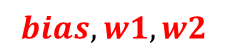 bias, w1, w2